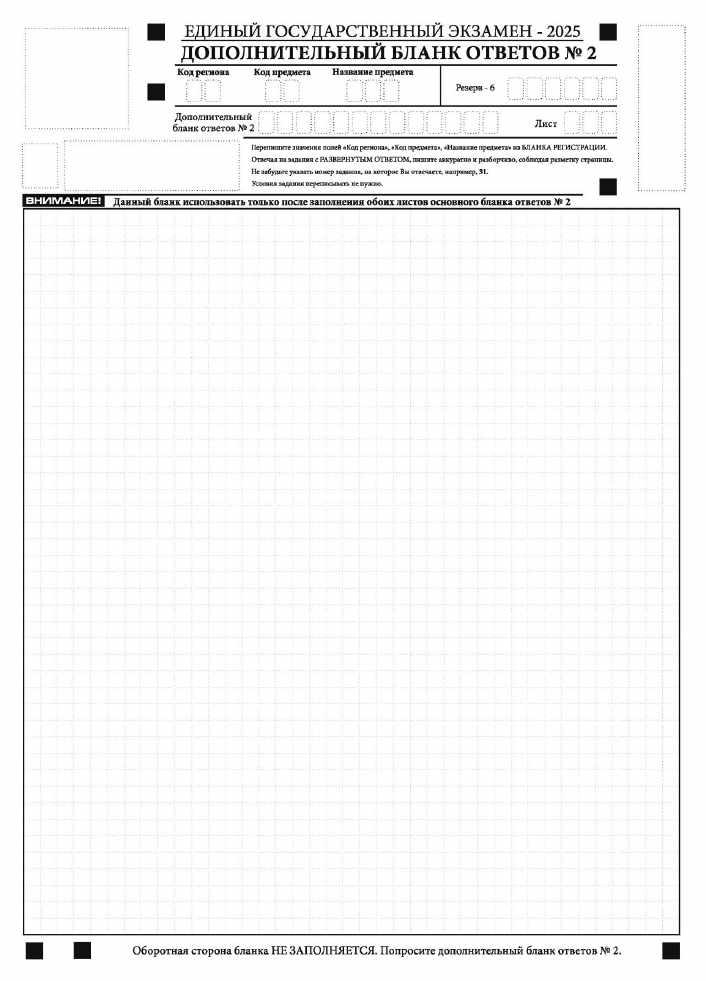 ЕДИНЫЙ ГОСУДАРСТВЕННЫЙ ЭКЗАМЕН - 2025
ДОПОЛНИТЕЛЬНЫЙ БЛАНК ОТВЕТОВ № 2
Код региона Код предмета Название предмета
Резерв - 6
Дополнительный
бланк ответов № 2
Лист
Перепишите значения полей «Код региона», «Код предмета», «Название предмета» из БЛАНКА РЕГИСТРАЦИИ.
Отвечая на задания с РАЗВЕРНУТЫМ ОТВЕТОМ, пишите аккуратно и разборчиво, соблюдая разметку страницы.
Не забудьте указать номер задания, на которое Вы отвечаете, например, 31.
Условия задания переписывать не нужно.
ВНИМАНИЕ! Данный бланк использовать только после заполнения обоих листов основного бланка ответов № 2
Оборотная сторона бланка НЕ ЗАПОЛНЯЕТСЯ. Попросите дополнительный бланк ответов № 2.